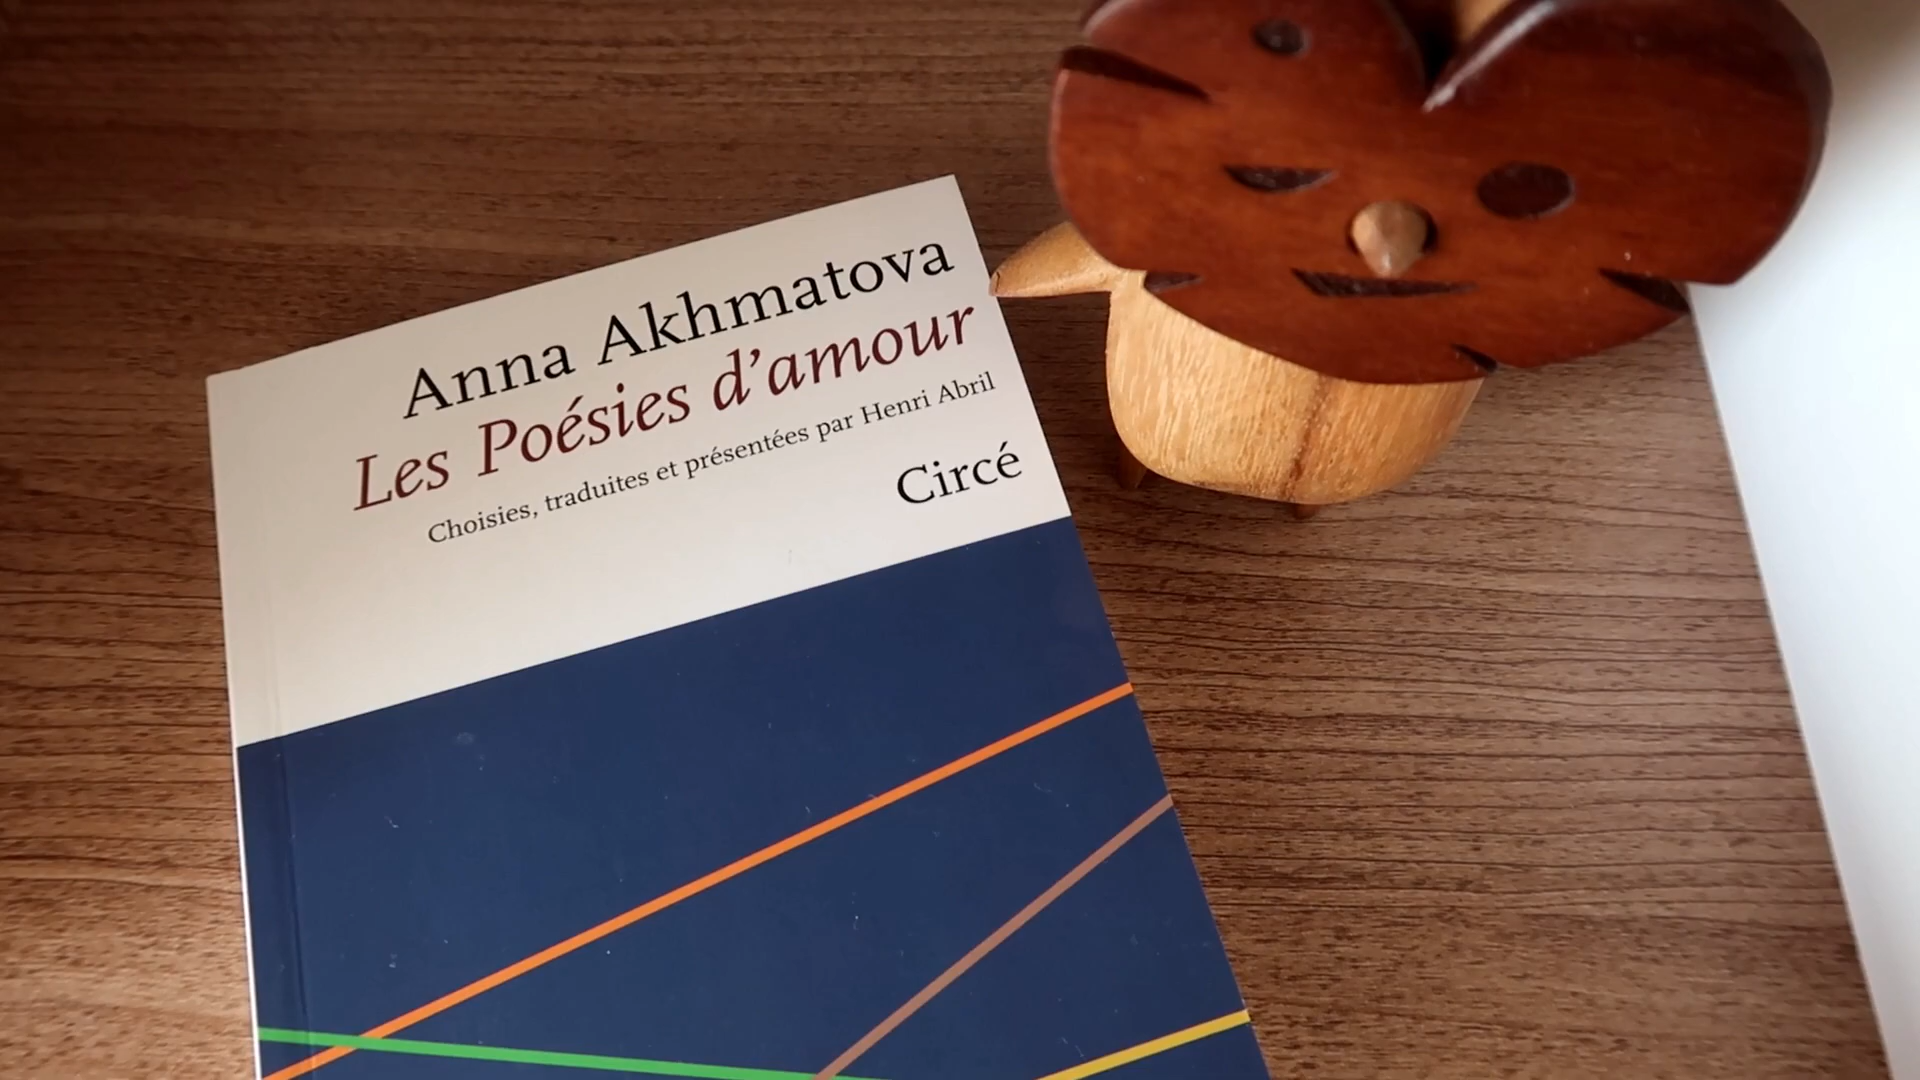 Anna Akhmatova
Les Poésies d'amour
Choisies, traduites et présentées par Henri Abril
Circé